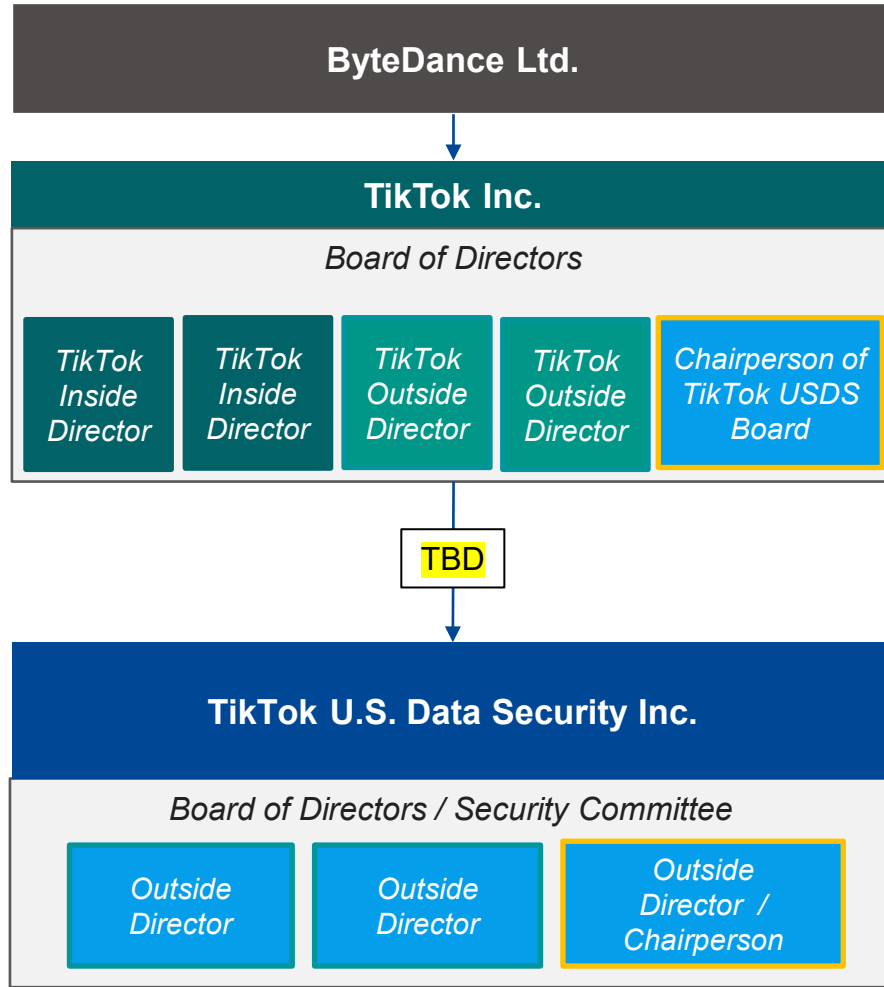 ByteDance Ltd.
TikTok Inc.
Board of Directors
TikTok
Inside
Director
TikTok
Inside
Director
TikTok
Outside
Director
TikTok
Outside
Director
Chairperson of
TikTok USDS
Board
TBD
TikTok U.S. Data Security Inc.
Board of Directors / Security Committee
Outside
Director
Outside
Director
Outside
Director /
Chairperson